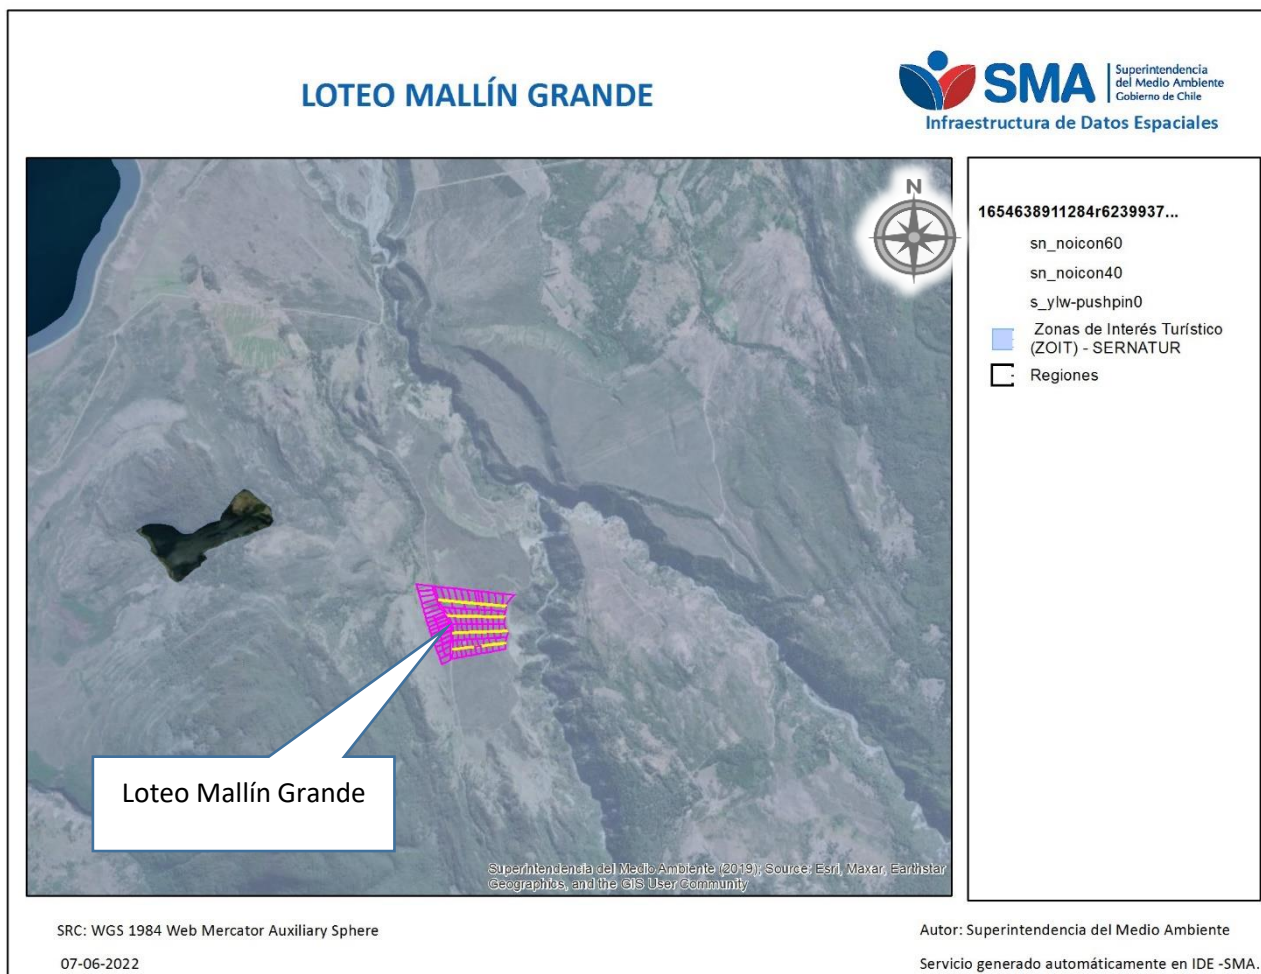 LOTEO MALLÍN GRANDE
SMA
Superintendencia
del Medio Ambiente
Gobierno de Chile
Infraestructura de Datos Espaciales
N
1654638911284r6239937...
sn_noicon60
sn_noicon40
s_ylw-pushpin0
Zonas de Interés Turístico
(ZOIT) - SERNATUR
Regiones
Loteo Mallín Grande
Superintendencia del Medio Ambiente (2019); Source: Esri, Maxar, Earthstar
Geographics, and the GIS User Community
SRC: WGS 1984 Web Mercator Auxiliary Sphere
07-06-2022
Autor: Superintendencia del Medio Ambiente
Servicio generado automáticamente en IDE -SMA.